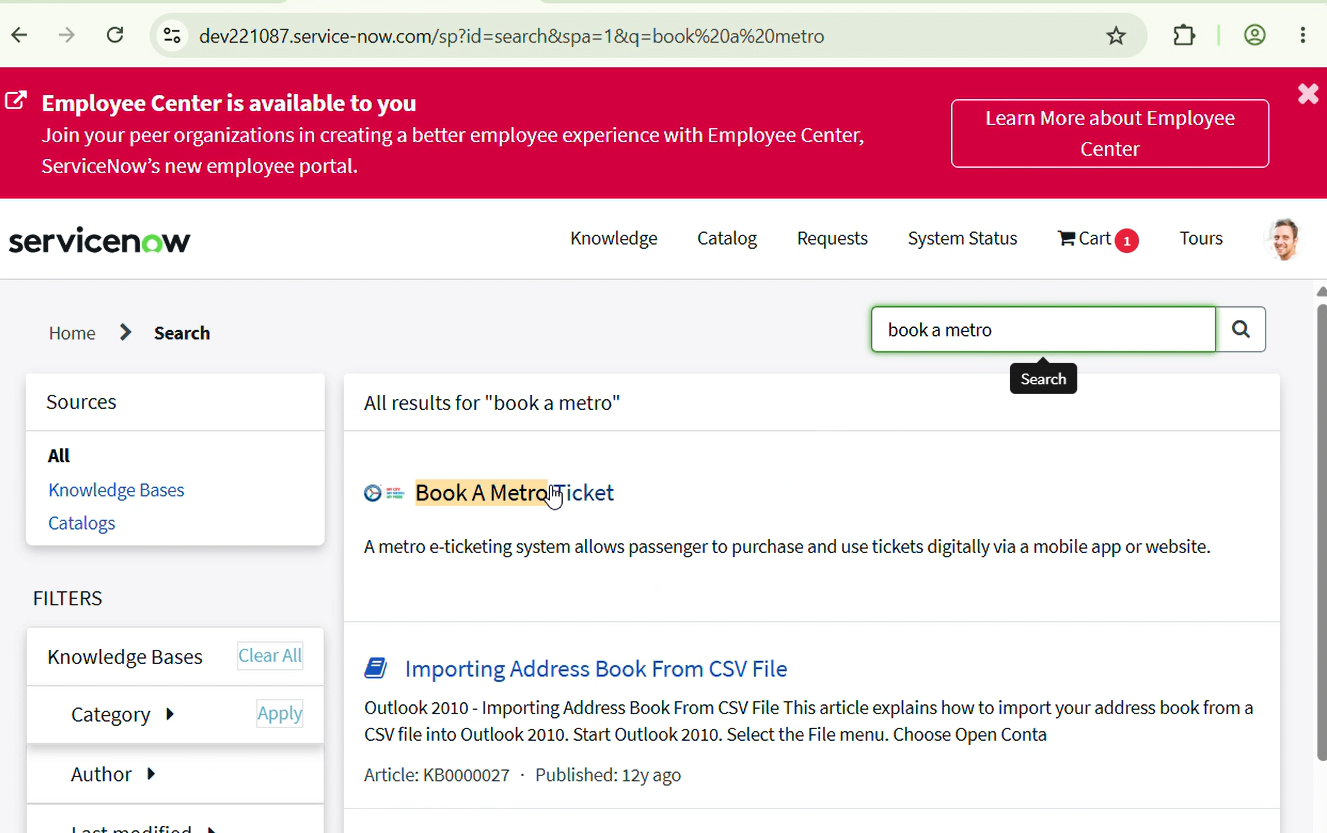 dev221087.service-now.com/sp?id=search&spa=1&q=book%20a%20metro
Employee Center is available to you
Join your peer organizations in creating a better employee experience with Employee Center,
ServiceNow’s new employee portal.
Learn More about Employee
Center
servicenow
Knowledge
Catalog
Requests
System Status
Cart 1
Tours
Home
Search
book a metro
Search
Sources
All
Knowledge Bases
Catalogs
FILTERS
Knowledge Bases
Clear All
Category
Apply
Author
Last modified
All results for "book a metro"
Book A Metro Ticket
A metro e-ticketing system allows passenger to purchase and use tickets digitally via a mobile app or website.
Importing Address Book From CSV File
Outlook 2010 - Importing Address Book From CSV File This article explains how to import your address book from a
CSV file into Outlook 2010. Start Outlook 2010. Select the File menu. Choose Open Conta
Article: KB0000027 · Published: 12y ago